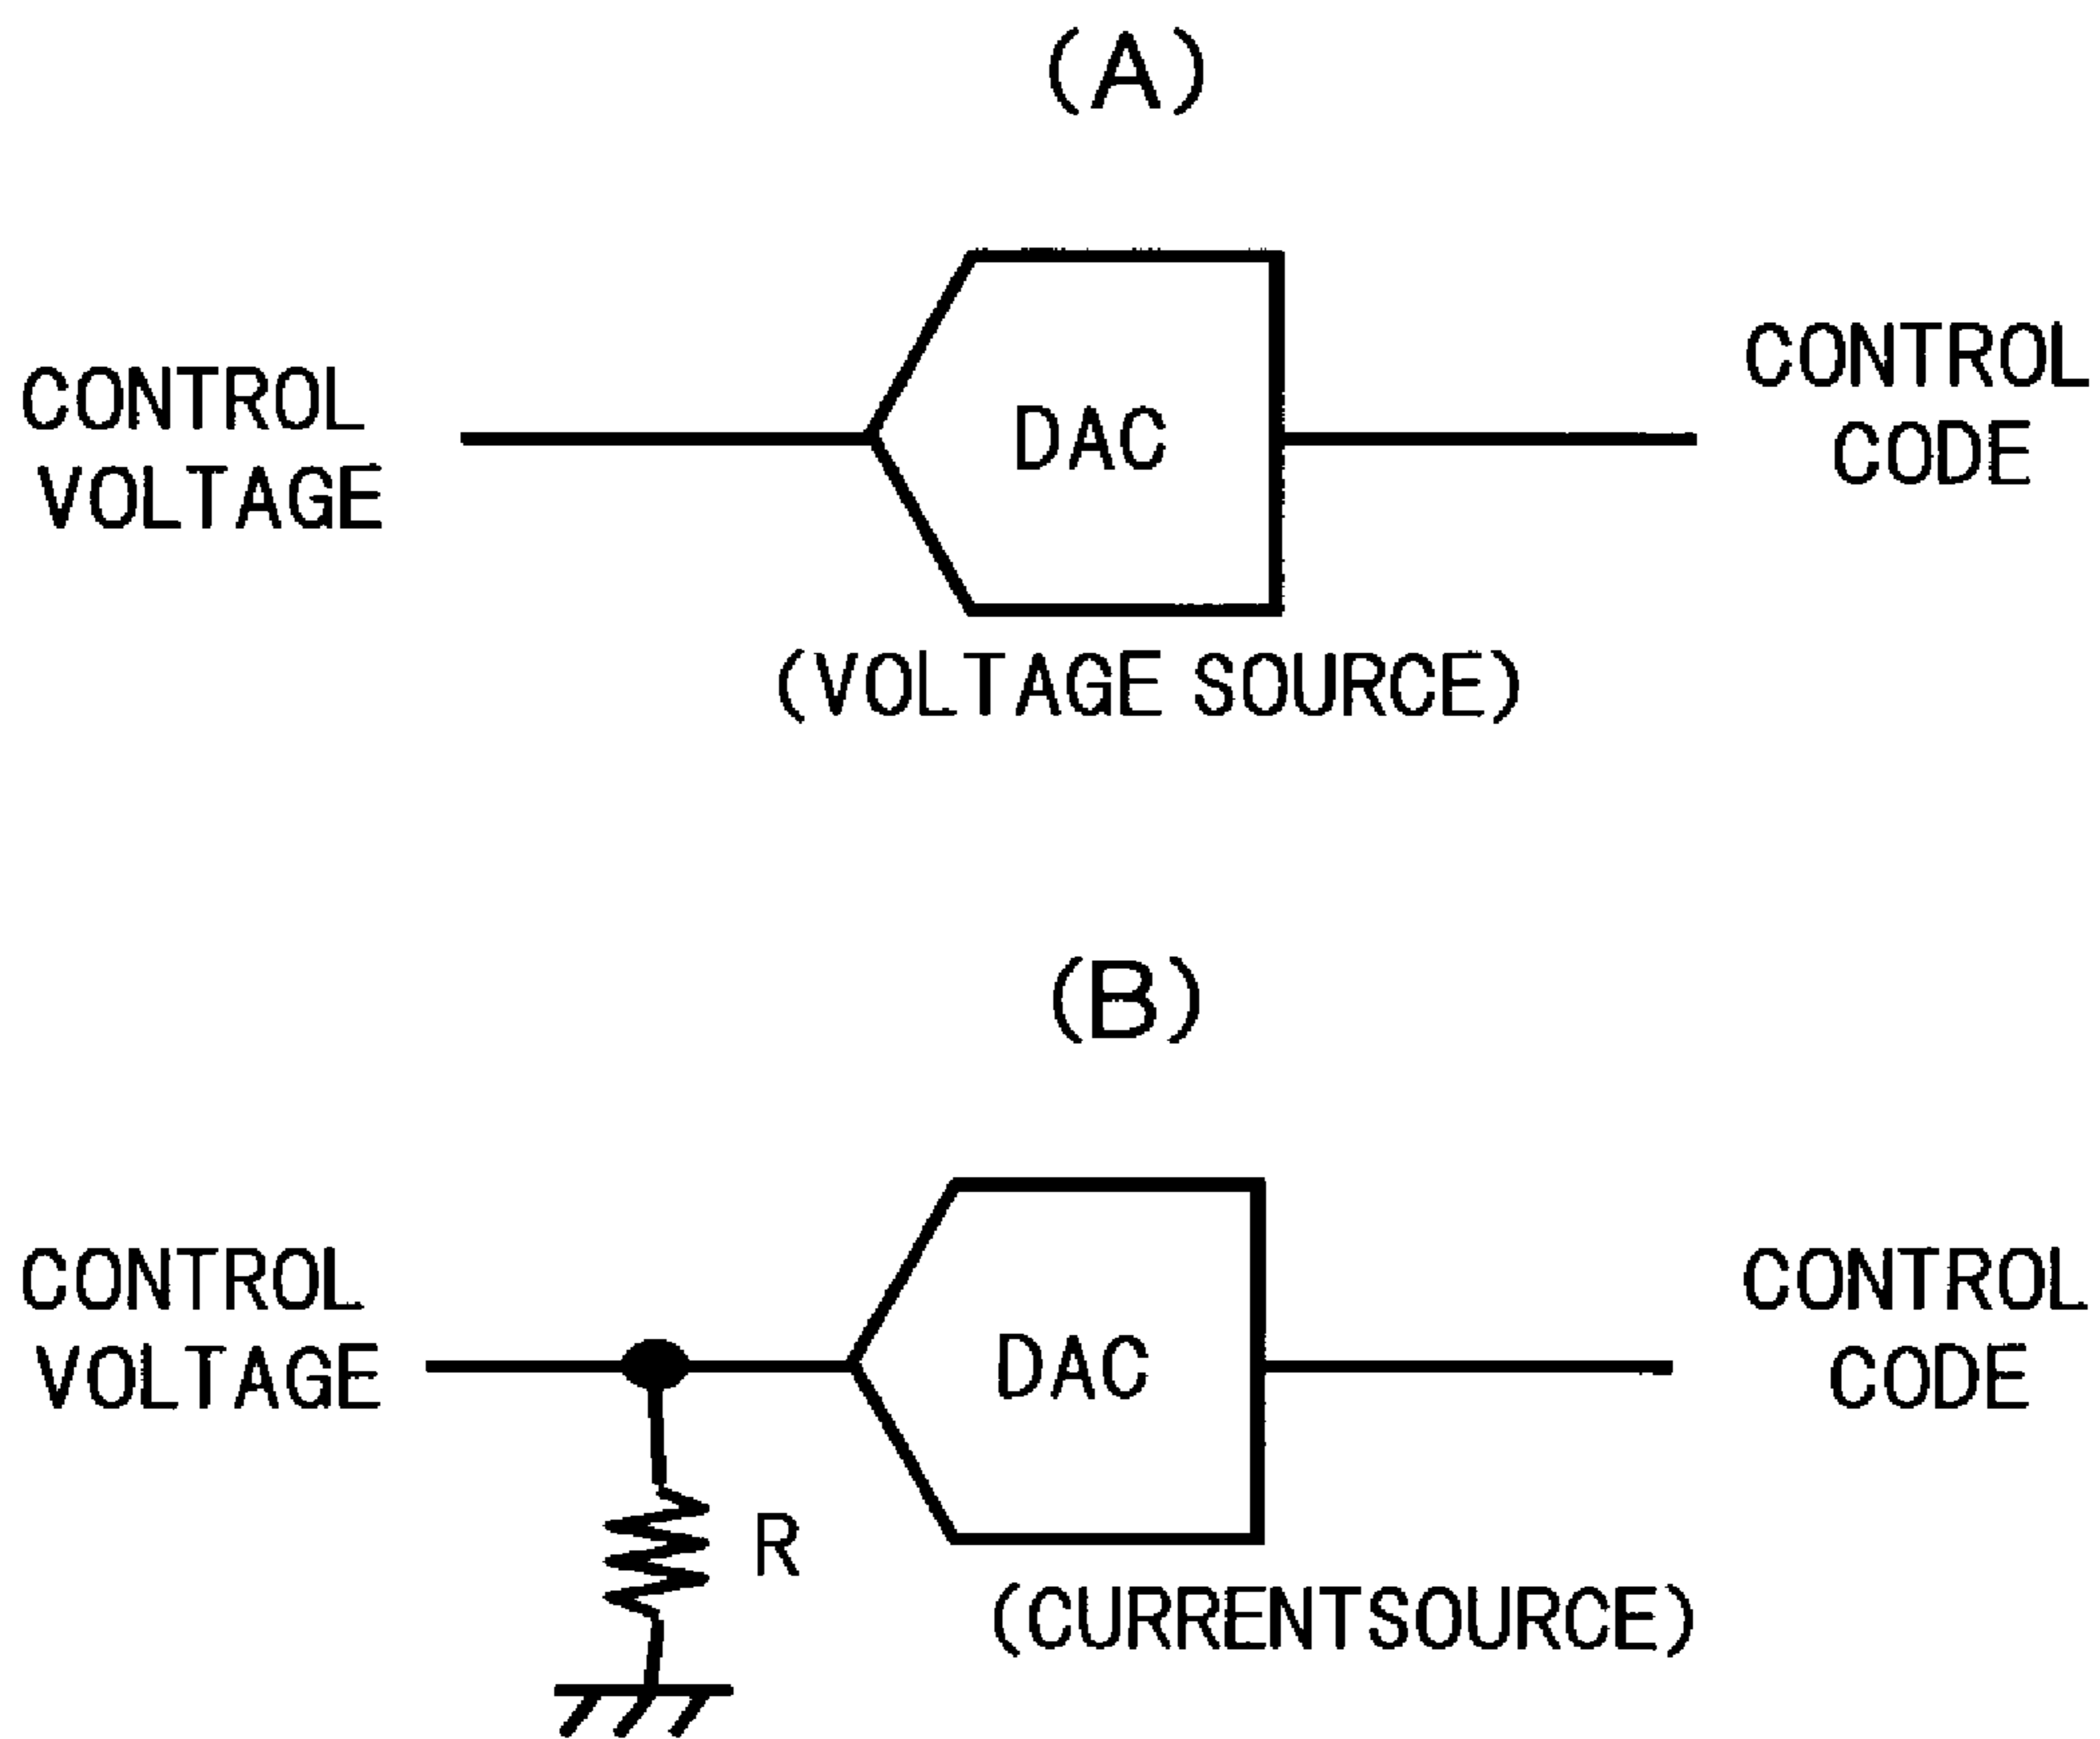 (A)
CONTROL
VOLTAGE
DAC
CONTROL
CODE
(VOLTAGE SOURCE)
(B)
CONTROL
VOLTAGE
DAC
CONTROL
CODE
R
(CURRENTSOURCE)